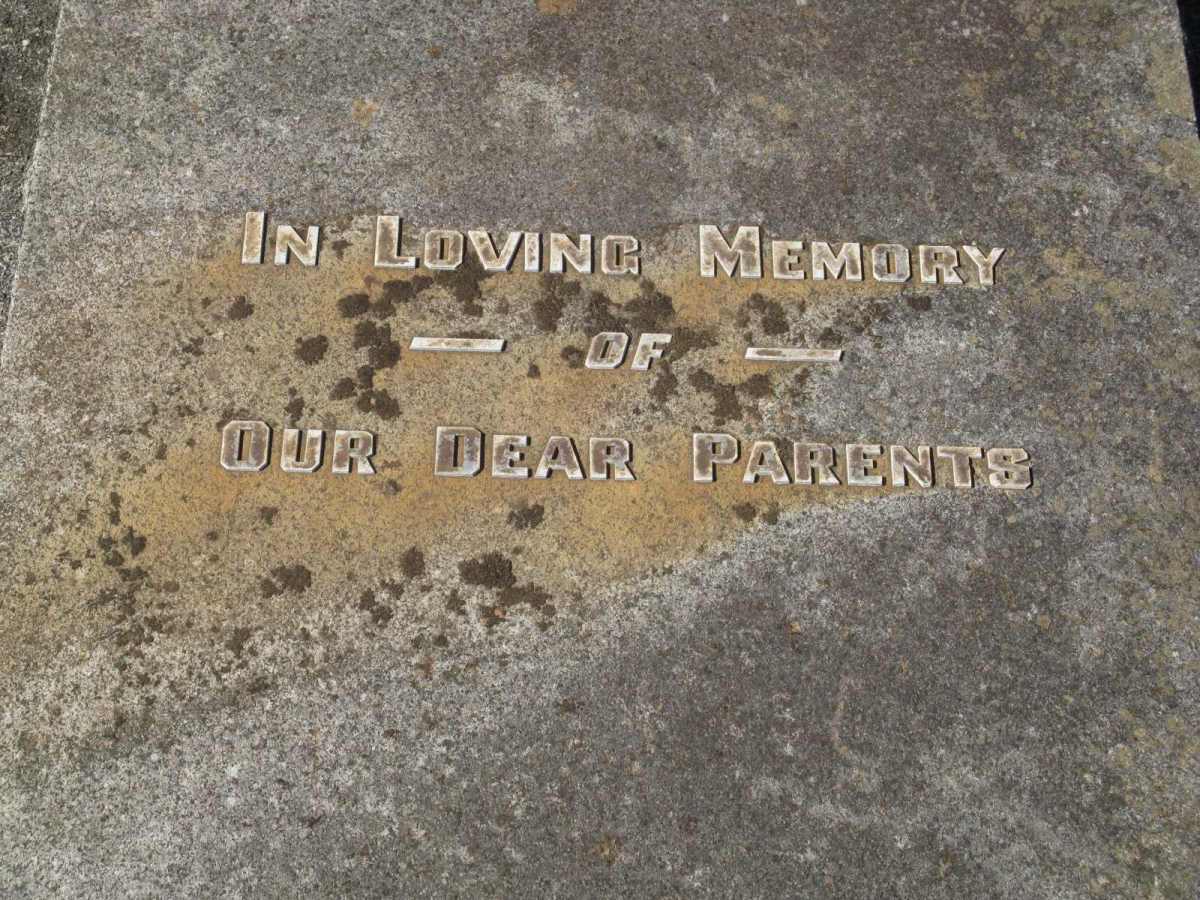 IN LOVING MEMORY
— OF —
OUR DEAR PARENTS